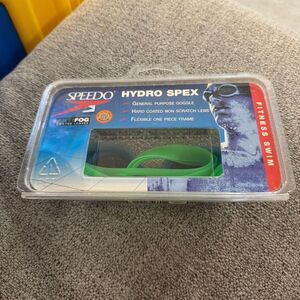 SPEEDO
HYDRO SPEX
GENERAL PURPOSE GOGGLE
HARD COATED NON SCRATCH LENS
FLEXIBLE ONE PIECE FRAME
FOG
FITNESS SWIM